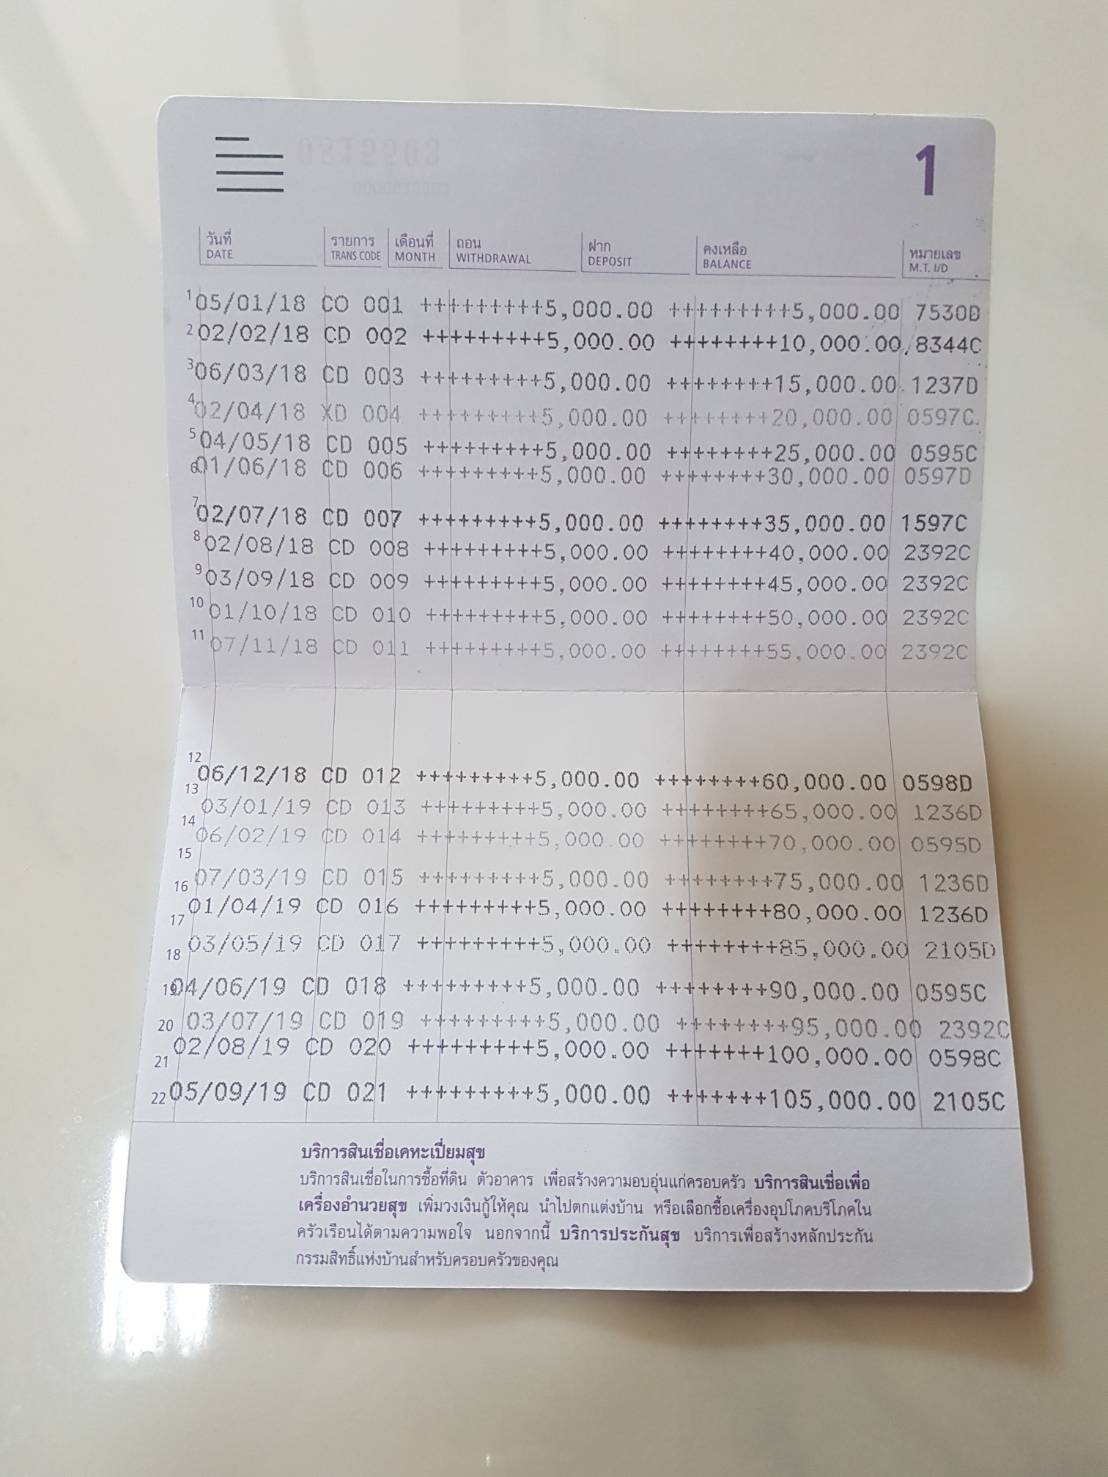 1
วันที่ รายการ เดือนที่ ถอน ฝาก คงเหลือ หมายเลข
DATE TRANS CODE MONTH WITHDRAWAL DEPOSIT BALANCE M.T. I/D
1 05/01/18 CO 001 +++++++++5,000.00 +++++++++5,000.00 7530B
2 02/02/18 CD 002 +++++++++5,000.00 ++++++++10,000.00 8344C
3 06/03/18 CD 003 +++++++++5,000.00 ++++++++15,000.00 1237D
4 02/04/18 XD 004 +++++++++5,000.00 ++++++++20,000.00 0597C
5 04/05/18 CD 005 +++++++++5,000.00 ++++++++25,000.00 0595C
6 01/06/18 CD 006 +++++++++5,000.00 ++++++++30,000.00 0597D
7 02/07/18 CD 007 +++++++++5,000.00 ++++++++35,000.00 1597C
8 02/08/18 CD 008 +++++++++5,000.00 ++++++++40,000.00 2392C
9 03/09/18 CD 009 +++++++++5,000.00 ++++++++45,000.00 2392C
10 01/10/18 CD 010 +++++++++5,000.00 ++++++++50,000.00 2392C
11 07/11/18 CD 011 +++++++++5,000.00 ++++++++55,000.00 2392C
12 06/12/18 CD 012 +++++++++5,000.00 ++++++++60,000.00 0598D
13 03/01/19 CD 013 +++++++++5,000.00 ++++++++65,000.00 1236D
14 06/02/19 CD 014 +++++++++5,000.00 ++++++++70,000.00 0595D
15
16 07/03/19 CD 015 +++++++++5,000.00 ++++++++75,000.00 1236D
17 01/04/19 CD 016 +++++++++5,000.00 ++++++++80,000.00 1236D
18 03/05/19 CD 017 +++++++++5,000.00 ++++++++85,000.00 2105D
19 04/06/19 CD 018 +++++++++5,000.00 ++++++++90,000.00 0595C
20 03/07/19 CD 019 +++++++++5,000.00 ++++++++95,000.00 2392C
21 02/08/19 CD 020 +++++++++5,000.00 +++++++100,000.00 0598C
22 05/09/19 CD 021 +++++++++5,000.00 +++++++105,000.00 2105C
บริการสินเชื่อเคหะเปี่ยมสุข
บริการสินเชื่อในการซื้อที่ดิน ตัวอาคาร เพื่อสร้างความอบอุ่นแก่ครอบครัว บริการสินเชื่อเพื่อ
เครื่องอำนวยสุข เพิ่มวงเงินกู้ให้คุณ นำไปตกแต่งบ้าน หรือเลือกซื้อเครื่องอุปโภคบริโภคใน
ครัวเรือนได้ตามความพอใจ นอกจากนี้ บริการประกันสุข บริการเพื่อสร้างหลักประกัน
กรรมสิทธิ์แห่งบ้านสำหรับครอบครัวของคุณ